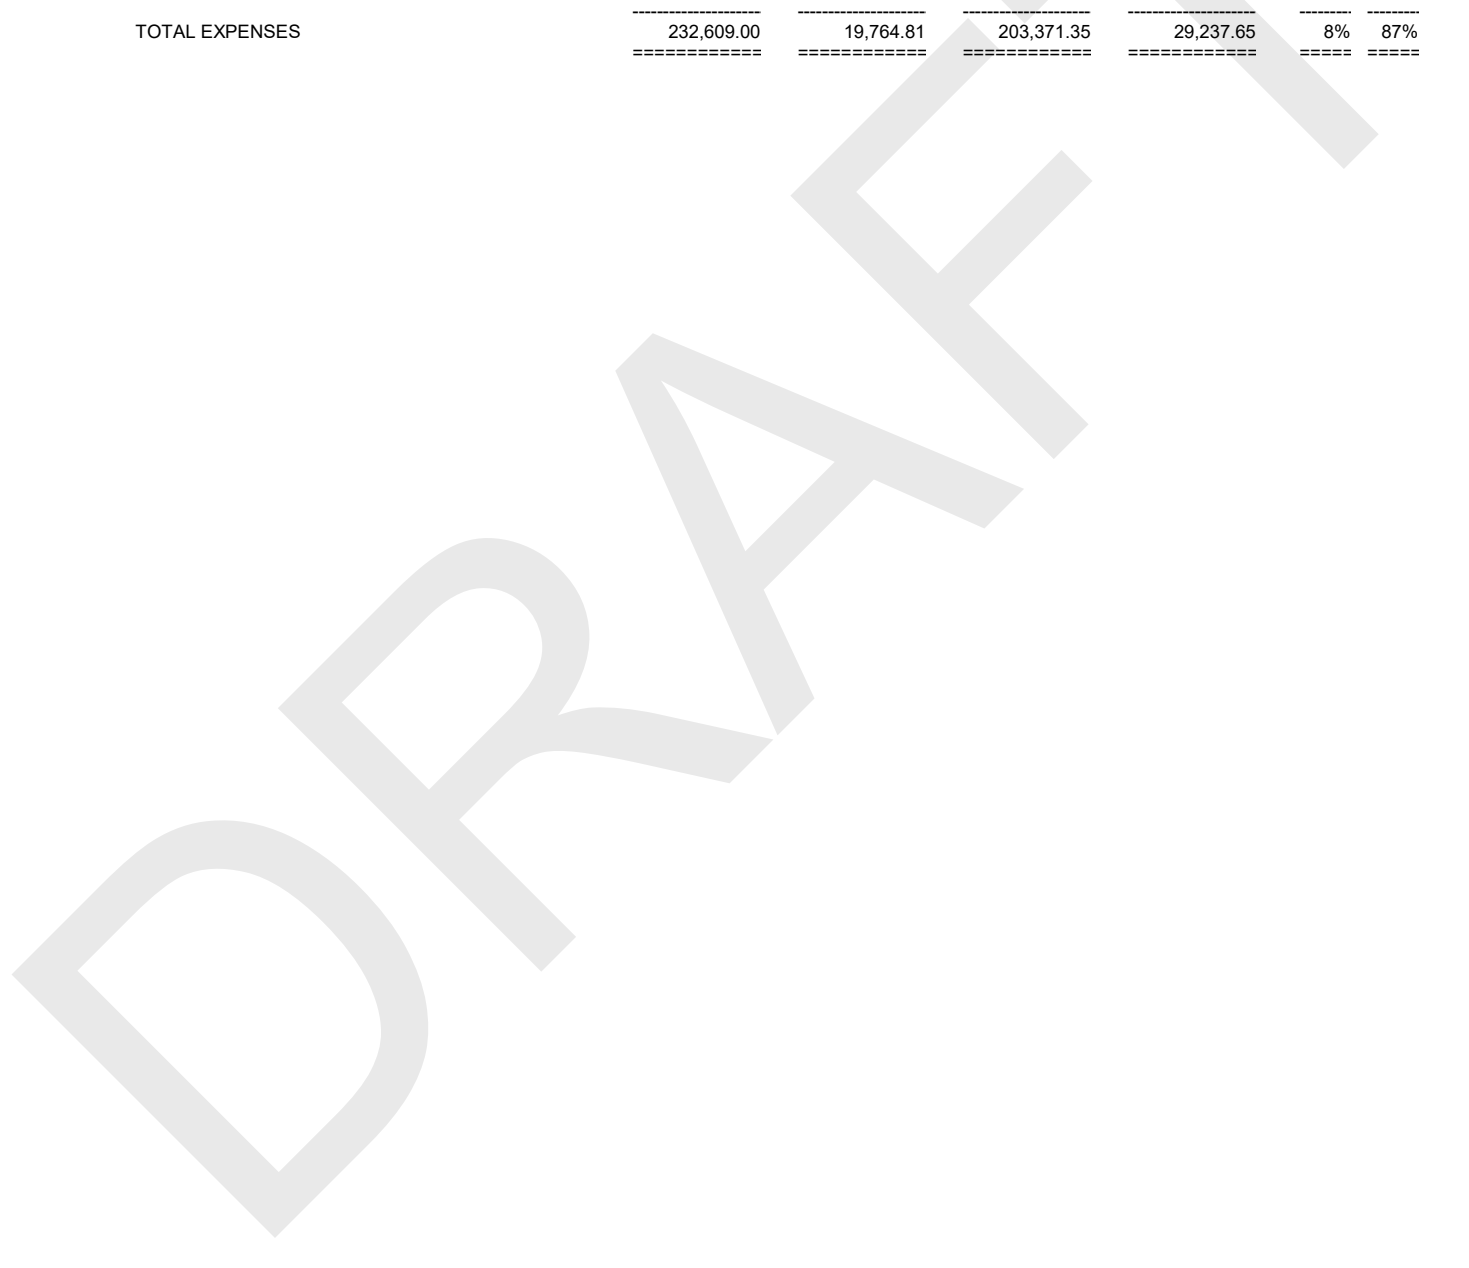 --------------------- --------------------- --------------------- --------------------- -------- --------
TOTAL EXPENSES 232,609.00 19,764.81 203,371.35 29,237.65 8% 87%
============ ============ ============ ============ ===== =====
DRAFT